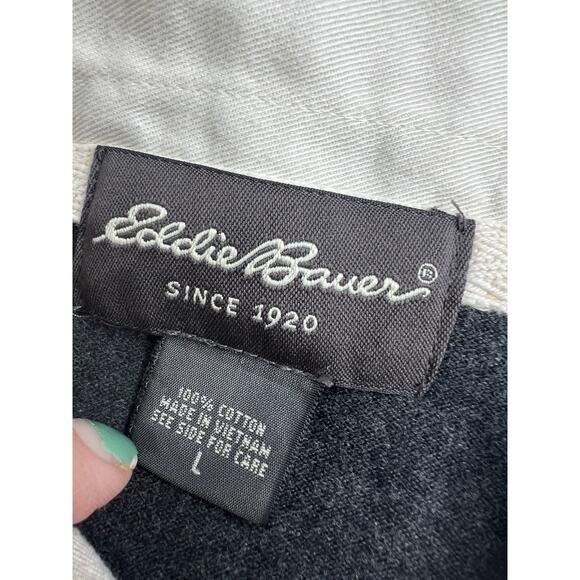 Eddie Bauer ®
SINCE 1920
100% COTTON
MADE IN VIETNAM
SEE SIDE FOR CARE
L